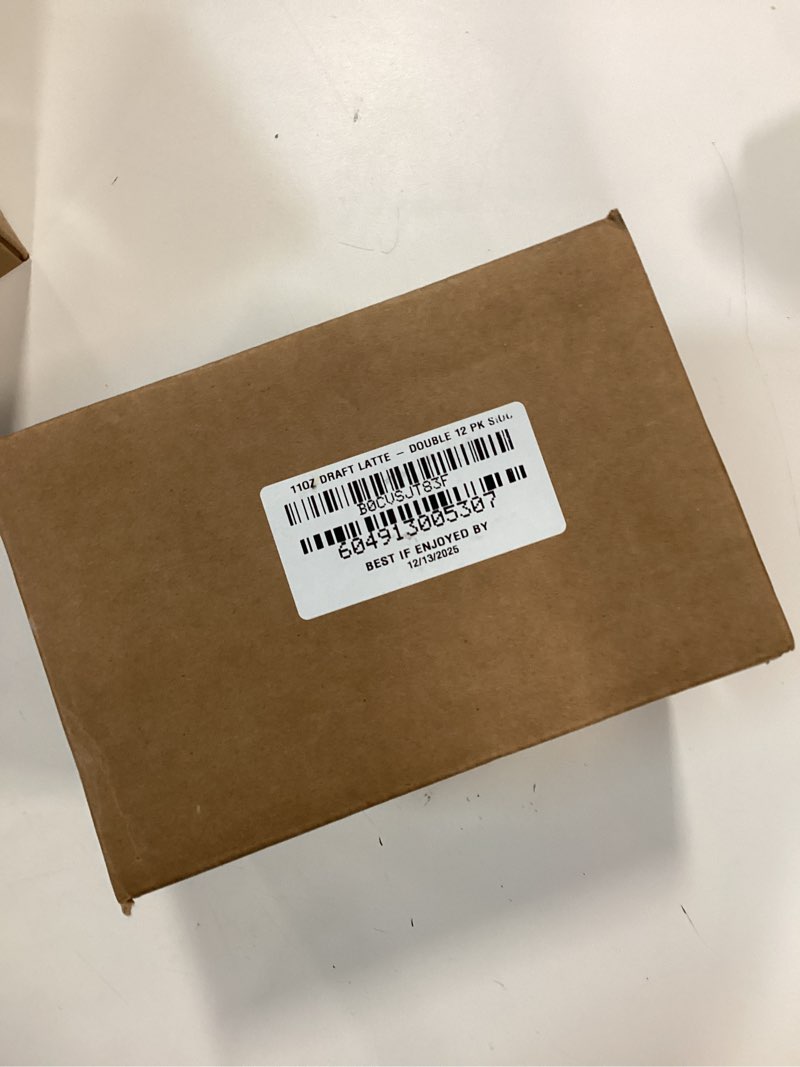 11OZ DRAFT LATTE – DOUBLE 12 PK
B0CVSJT83F
604913005307
BEST IF ENJOYED BY
12/13/2025